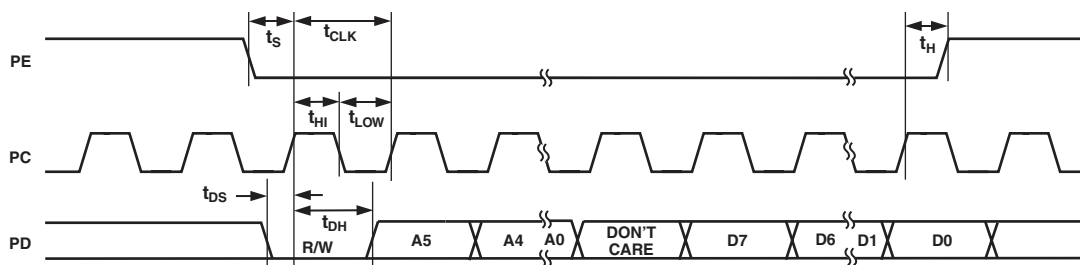 tS
tCLK
tH
PE
tHI
tLOW
PC
tDS
tDH
PD
R/W
A5
A4
A0
DON'T
CARE
D7
D6
D1
D0